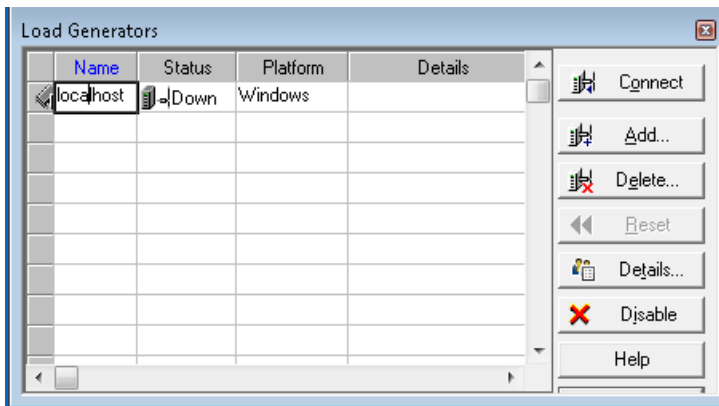 Load Generators
Name Status Platform Details
localhost Down Windows
Connect
Add...
Delete...
Reset
Details...
Disable
Help